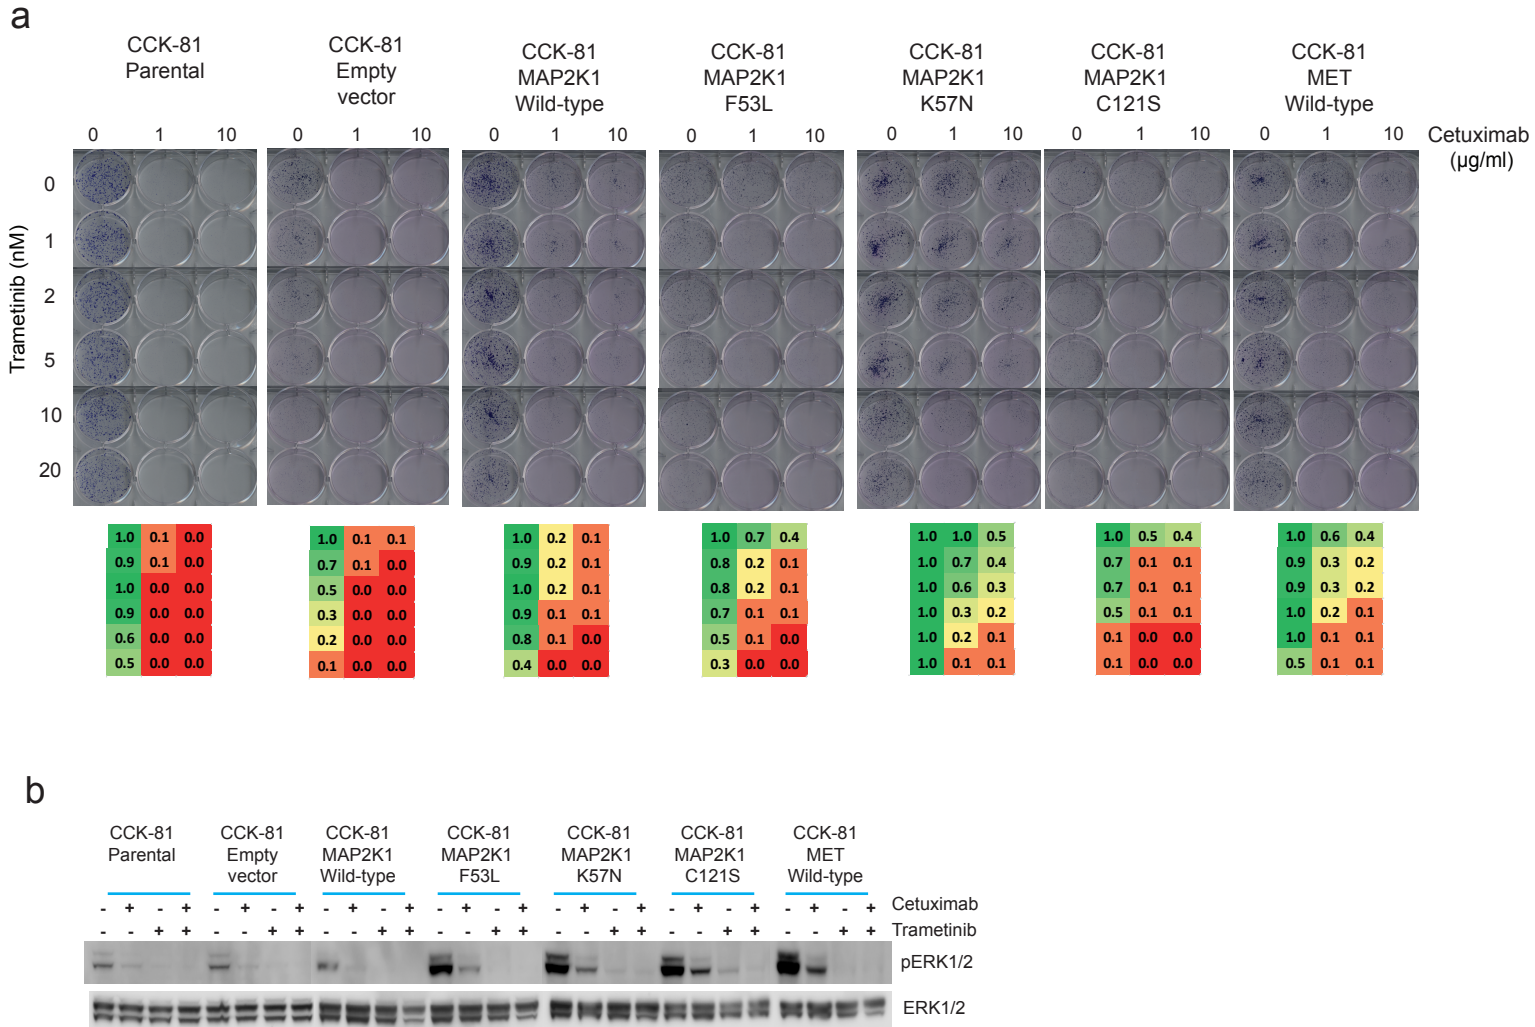 a
CCK-81
Parental
CCK-81
Empty
vector
CCK-81
MAP2K1
Wild-type
CCK-81
MAP2K1
F53L
CCK-81
MAP2K1
K57N
CCK-81
MAP2K1
C121S
CCK-81
MET
Wild-type
0 1 10 0 1 10 0 1 10 0 1 10 0 1 10 0 1 10 0 1 10
Cetuximab
(µg/ml)
Trametinib (nM)
0
1
2
5
10
20
1.0 0.1 0.0
0.9 0.1 0.0
1.0 0.0 0.0
0.9 0.0 0.0
0.6 0.0 0.0
0.5 0.0 0.0
1.0 0.1 0.1
0.7 0.1 0.0
0.5 0.0 0.0
0.3 0.0 0.0
0.2 0.0 0.0
0.1 0.0 0.0
1.0 0.2 0.1
0.9 0.2 0.1
1.0 0.2 0.1
0.9 0.1 0.1
0.8 0.1 0.0
0.4 0.0 0.0
1.0 0.7 0.4
0.8 0.2 0.1
0.8 0.2 0.1
0.7 0.1 0.1
0.5 0.1 0.0
0.3 0.0 0.0
1.0 1.0 0.5
1.0 0.7 0.4
1.0 0.6 0.3
1.0 0.3 0.2
1.0 0.2 0.1
1.0 0.1 0.1
1.0 0.5 0.4
0.7 0.1 0.1
0.7 0.1 0.1
0.5 0.1 0.1
0.1 0.0 0.0
0.1 0.0 0.0
1.0 0.6 0.4
0.9 0.3 0.2
0.9 0.3 0.2
1.0 0.2 0.1
1.0 0.1 0.1
0.5 0.1 0.1
b
CCK-81
Parental
CCK-81
Empty
vector
CCK-81
MAP2K1
Wild-type
CCK-81
MAP2K1
F53L
CCK-81
MAP2K1
K57N
CCK-81
MAP2K1
C121S
CCK-81
MET
Wild-type
- + - + - + - + - + - + - + - + - + - + - + - + - + - + Cetuximab
- - + + - - + + - - + + - - + + - - + + - - + + - - + + Trametinib
pERK1/2
ERK1/2